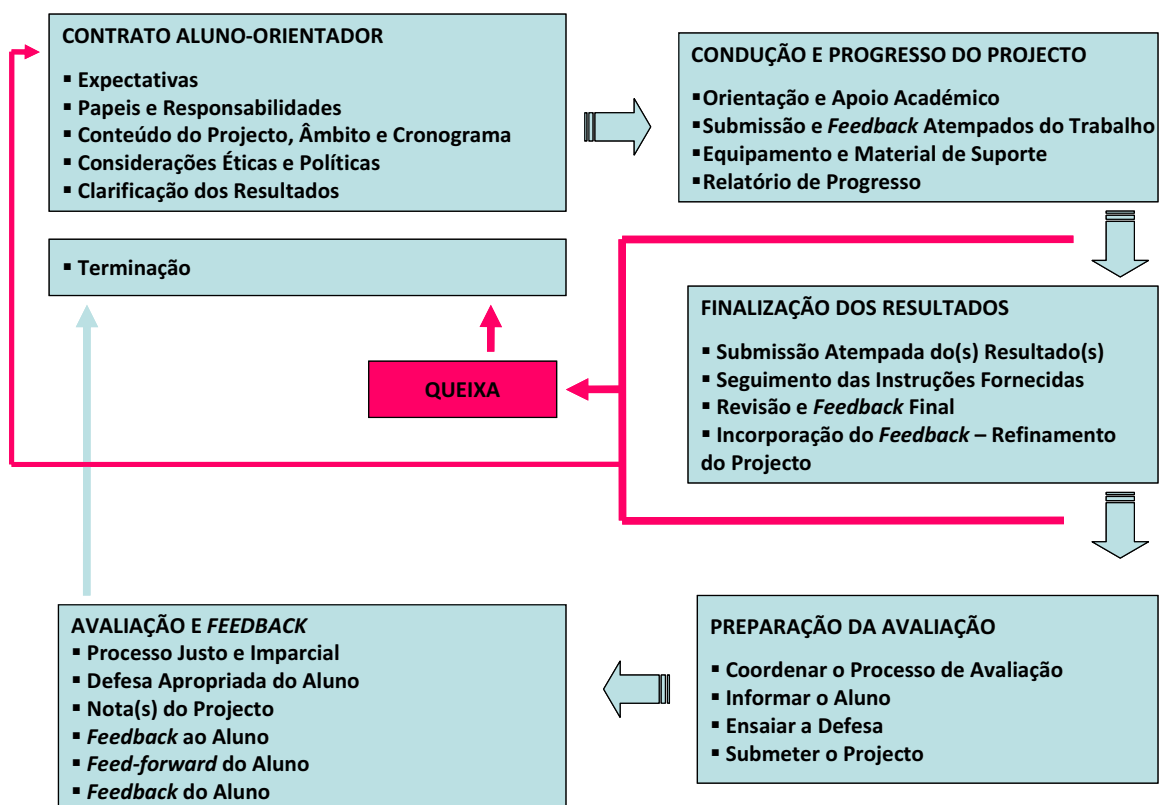 CONTRATO ALUNO-ORIENTADOR
▪ Expectativas
▪ Papeis e Responsabilidades
▪ Conteúdo do Projecto, Âmbito e Cronograma
▪ Considerações Éticas e Políticas
▪ Clarificação dos Resultados
▪ Terminação
CONDUÇÃO E PROGRESSO DO PROJECTO
▪Orientação e Apoio Académico
▪Submissão e Feedback Atempados do Trabalho
▪Equipamento e Material de Suporte
▪Relatório de Progresso
FINALIZAÇÃO DOS RESULTADOS
▪ Submissão Atempada do(s) Resultado(s)
▪ Seguimento das Instruções Fornecidas
▪ Revisão e Feedback Final
▪ Incorporação do Feedback – Refinamento
do Projecto
QUEIXA
PREPARAÇÃO DA AVALIAÇÃO
▪ Coordenar o Processo de Avaliação
▪ Informar o Aluno
▪ Ensaiar a Defesa
▪ Submeter o Projecto
AVALIAÇÃO E FEEDBACK
▪ Processo Justo e Imparcial
▪ Defesa Apropriada do Aluno
▪ Nota(s) do Projecto
▪ Feedback ao Aluno
▪ Feed-forward do Aluno
▪ Feedback do Aluno